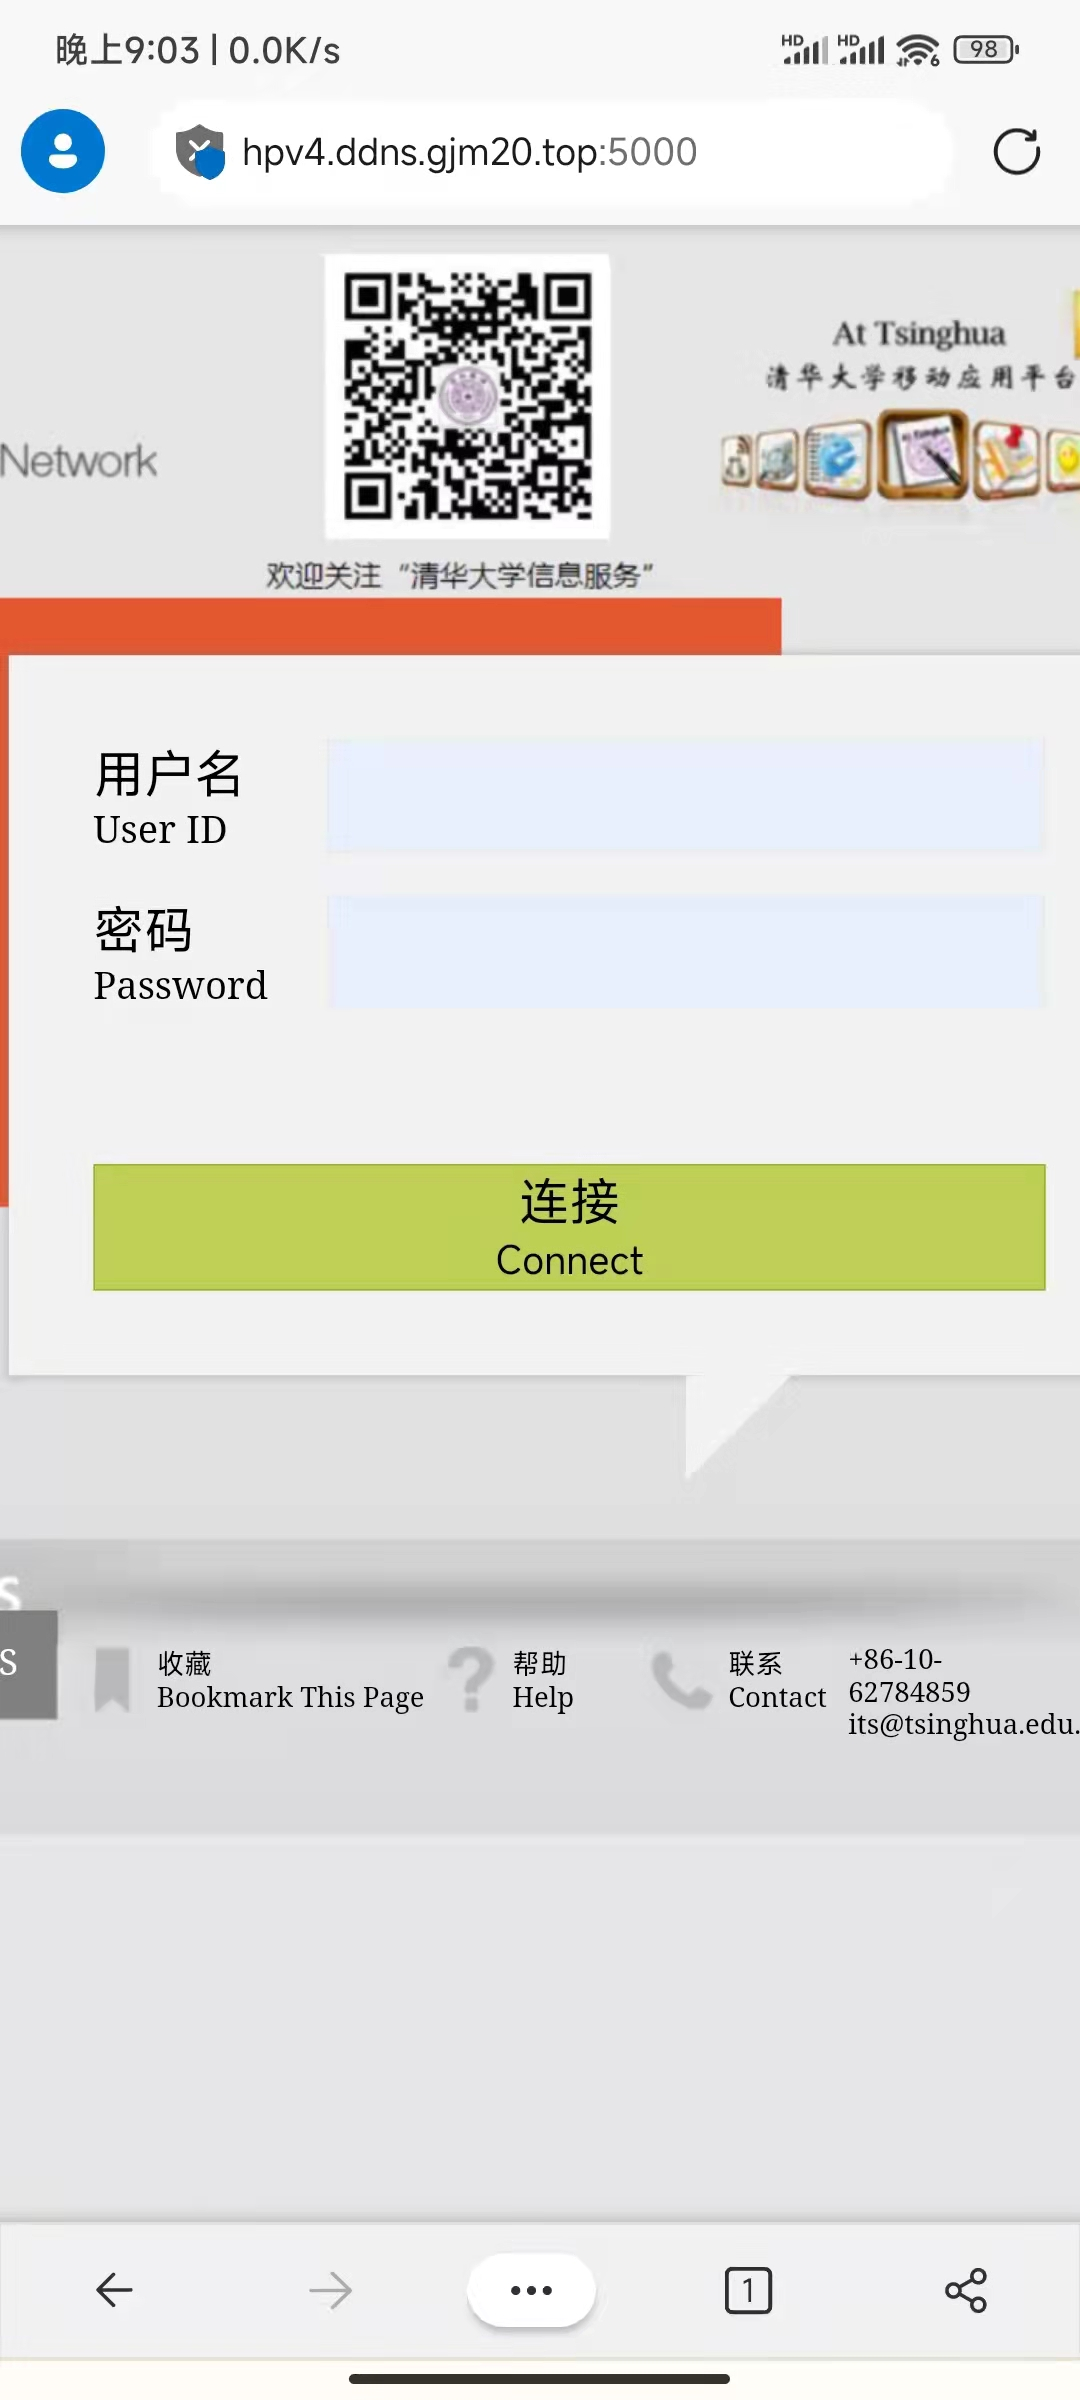 晚上9:03 | 0.0K/s
HD HD 6 98
hpv4.ddns.gjm20.top:5000
At Tsinghua
清华大学移动应用平台
Network
欢迎关注“清华大学信息服务”
用户名
User ID
密码
Password
连接
Connect
s
S
收藏
Bookmark This Page
帮助
Help
联系
Contact
+86-10-
62784859
its@tsinghua.edu.
1